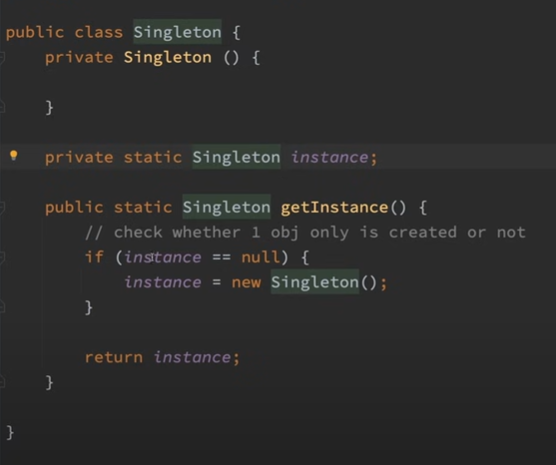 public class Singleton {
private Singleton () {
}
private static Singleton instance;
public static Singleton getInstance() {
// check whether 1 obj only is created or not
if (instance == null) {
instance = new Singleton();
}
return instance;
}
}